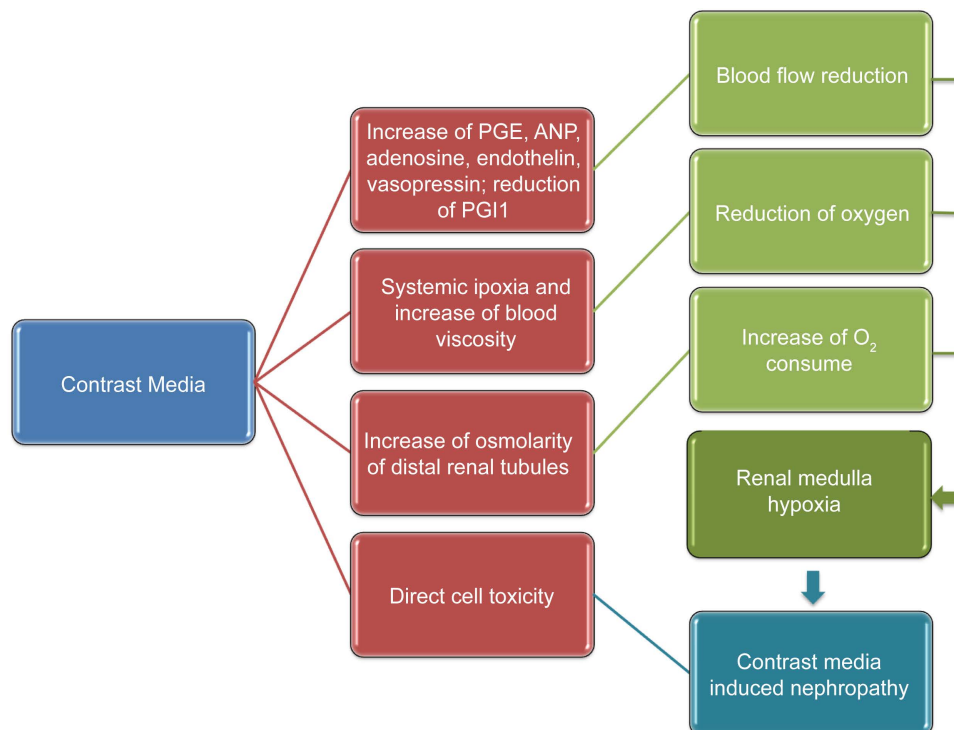 Contrast Media
Increase of PGE, ANP,
adenosine, endothelin,
vasopressin; reduction
of PGI1
Systemic ipoxia and
increase of blood
viscosity
Increase of osmolarity
of distal renal tubules
Direct cell toxicity
Blood flow reduction
Reduction of oxygen
Increase of O₂
consume
Renal medulla
hypoxia
Contrast media
induced nephropathy